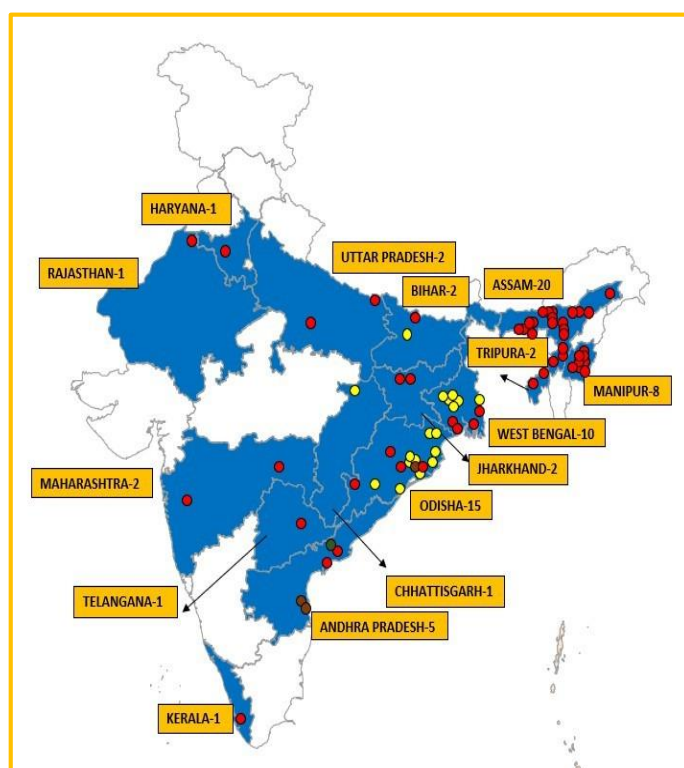 HARYANA-1
RAJASTHAN-1
UTTAR PRADESH-2
BIHAR-2
ASSAM-20
TRIPURA-2
MANIPUR-8
WEST BENGAL-10
JHARKHAND-2
MAHARASHTRA-2
ODISHA-15
TELANGANA-1
CHHATTISGARH-1
ANDHRA PRADESH-5
KERALA-1